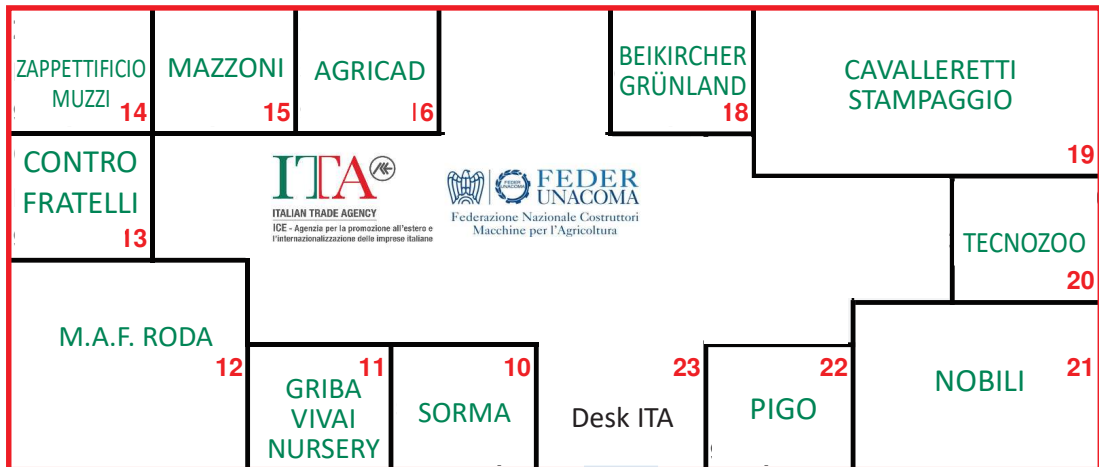 ZAPPETTIFICIO
MUZZI
14
MAZZONI
15
AGRICAD
16
BEIKIRCHER
GRÜNLAND
18
CAVALLERETTI
STAMPAGGIO
19
CONTRO
FRATELLI
13
ITA
ITALIAN TRADE AGENCY
ICE - Agenzia per la promozione all'estero e
l'internazionalizzazione delle imprese italiane
FEDER
UNACOMA
FEDER
UNACOMA
Federazione Nazionale Costruttori
Macchine per l'Agricoltura
TECNOZOO
20
M.A.F. RODA
12
11
GRIBA
VIVAI
NURSERY
10
SORMA
23
Desk ITA
22
PIGO
21
NOBILI